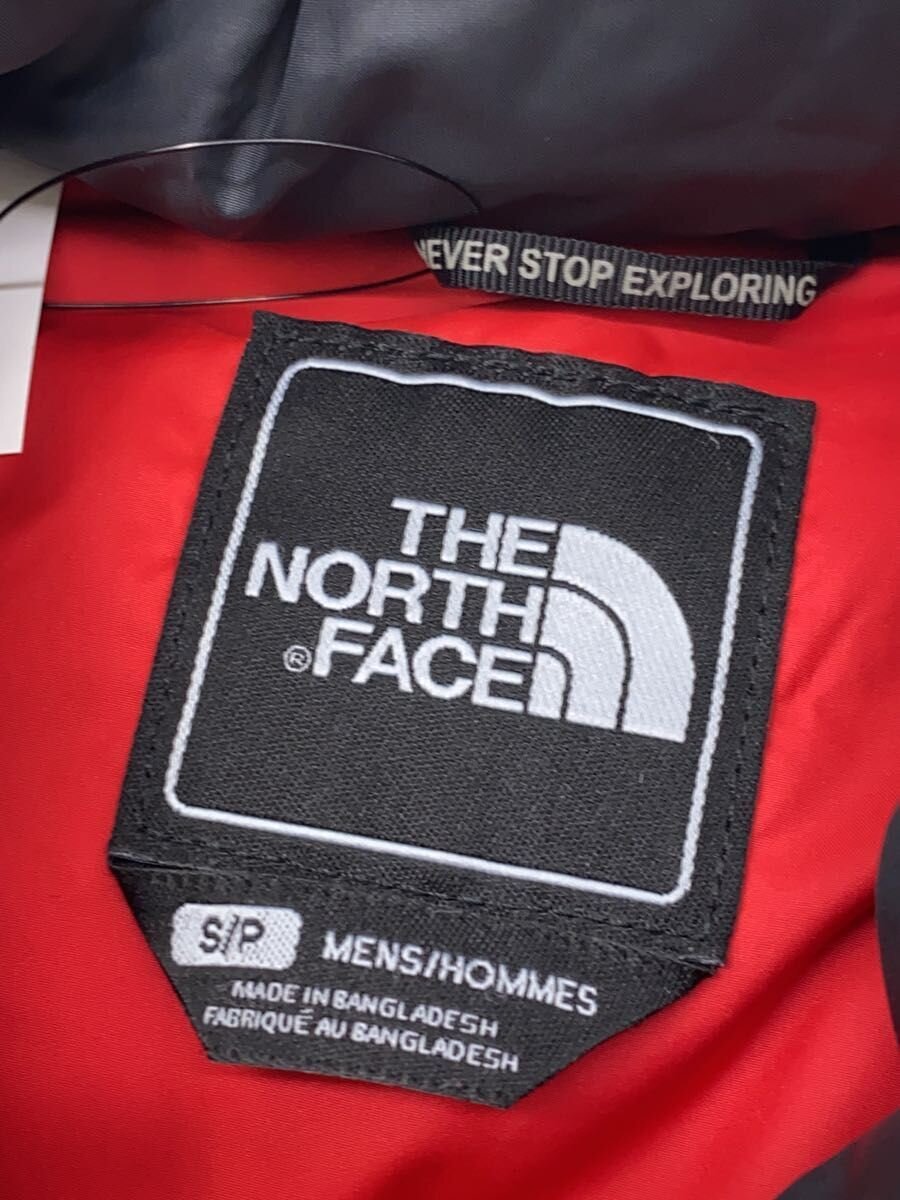 NEVER STOP EXPLORING
THE
NORTH
®FACE
S/P MENS/HOMMES
MADE IN BANGLADESH
FABRIQUÉ AU BANGLADESH